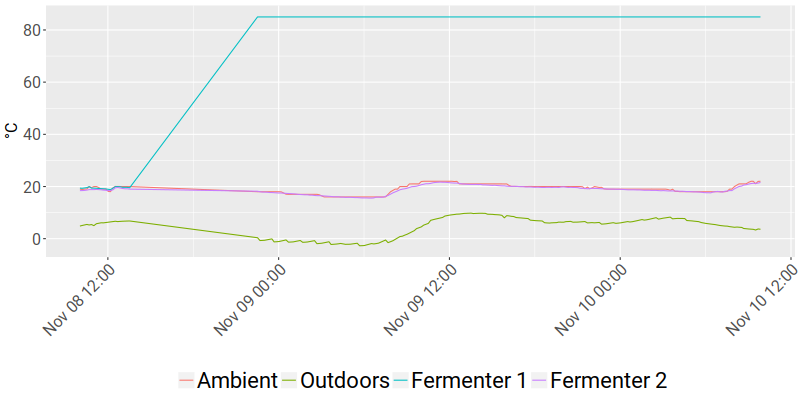 80
60
40
20
0
°C
Nov 08 12:00
Nov 09 00:00
Nov 09 12:00
Nov 10 00:00
Nov 10 12:00
Ambient Outdoors Fermenter 1 Fermenter 2